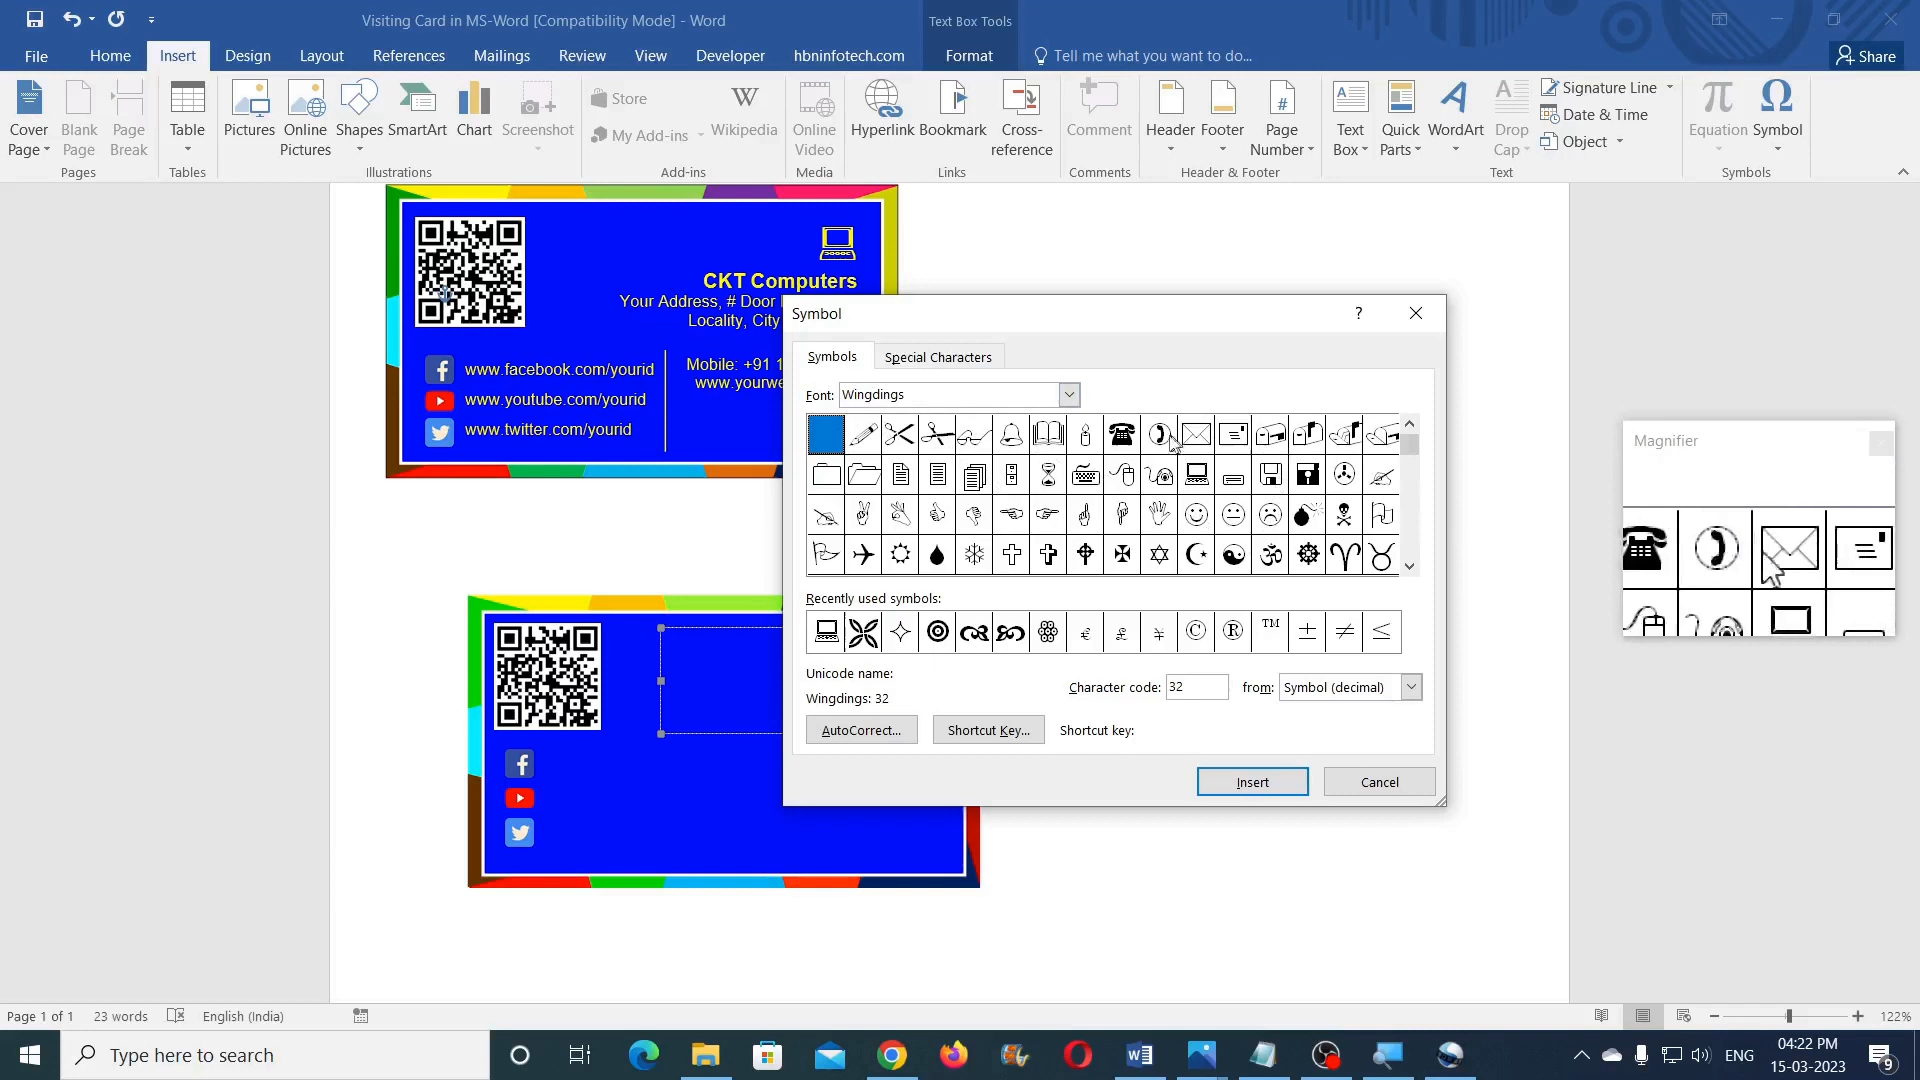 Visiting Card in MS-Word [Compatibility Mode] - Word
Text Box Tools
File
Home
Insert
Design
Layout
References
Mailings
Review
View
Developer
hbninfotech.com
Format
Tell me what you want to do...
Share
Cover Page
Blank Page
Page Break
Table
Pictures
Online Pictures
Shapes
SmartArt
Chart
Screenshot
Store
My Add-ins
Wikipedia
Online Video
Hyperlink
Bookmark
Cross-reference
Comment
Header
Footer
Page Number
Text Box
Quick Parts
WordArt
Drop Cap
Signature Line
Date & Time
Object
Equation
Symbol
Pages
Tables
Illustrations
Add-ins
Media
Links
Comments
Header & Footer
Text
Symbols
CKT Computers
Your Address, # Door
Locality, City
www.facebook.com/yourid
www.youtube.com/yourid
www.twitter.com/yourid
Mobile: +91 1
www.yourwe
Symbol
?
Symbols
Special Characters
Font: Wingdings
Recently used symbols:
€ £ ¥ © ® ™ ± ≠ ≤
Unicode name:
Wingdings: 32
Character code: 32 from: Symbol (decimal)
AutoCorrect...
Shortcut Key...
Shortcut key:
Insert
Cancel
Magnifier
Page 1 of 1
23 words
English (India)
122%
Type here to search
ENG
04:22 PM
15-03-2023
9